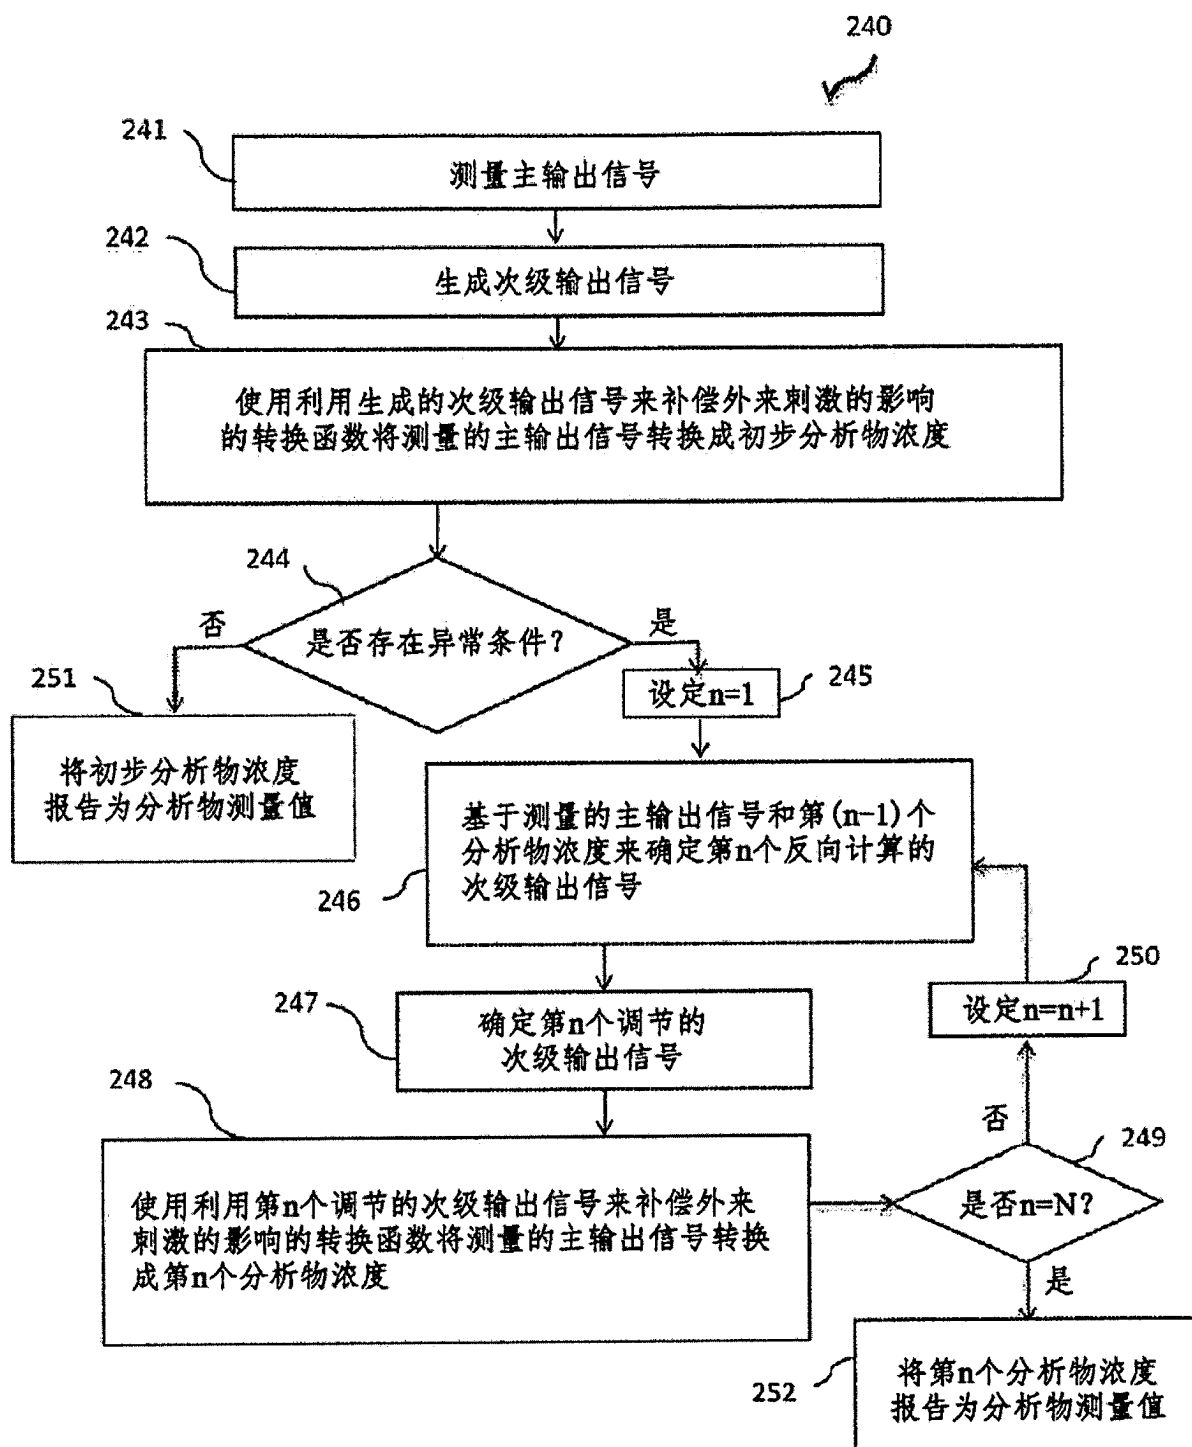 240
241
测量主输出信号
242
生成次级输出信号
243
使用利用生成的次级输出信号来补偿外来刺激的影响
的转换函数将测量的主输出信号转换成初步分析物浓度
244
是否存在异常条件?
否
是
251
将初步分析物浓度
报告为分析物测量值
245
设定n=1
246
基于测量的主输出信号和第(n-1)个
分析物浓度来确定第n个反向计算的
次级输出信号
247
确定第n个调节的
次级输出信号
250
设定n=n+1
248
使用利用第n个调节的次级输出信号来补偿外来
刺激的影响的转换函数将测量的主输出信号转换
成第n个分析物浓度
否
249
是否n=N?
是
252
将第n个分析物浓度
报告为分析物测量值